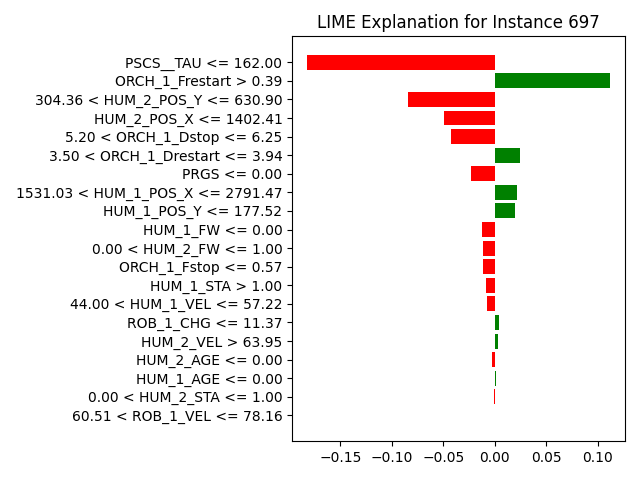 LIME Explanation for Instance 697
PSCS__TAU <= 162.00
ORCH_1_Frestart > 0.39
304.36 < HUM_2_POS_Y <= 630.90
HUM_2_POS_X <= 1402.41
5.20 < ORCH_1_Dstop <= 6.25
3.50 < ORCH_1_Drestart <= 3.94
PRGS <= 0.00
1531.03 < HUM_1_POS_X <= 2791.47
HUM_1_POS_Y <= 177.52
HUM_1_FW <= 0.00
0.00 < HUM_2_FW <= 1.00
ORCH_1_Fstop <= 0.57
HUM_1_STA > 1.00
44.00 < HUM_1_VEL <= 57.22
ROB_1_CHG <= 11.37
HUM_2_VEL > 63.95
HUM_2_AGE <= 0.00
HUM_1_AGE <= 0.00
0.00 < HUM_2_STA <= 1.00
60.51 < ROB_1_VEL <= 78.16
−0.15 −0.10 −0.05 0.00 0.05 0.10